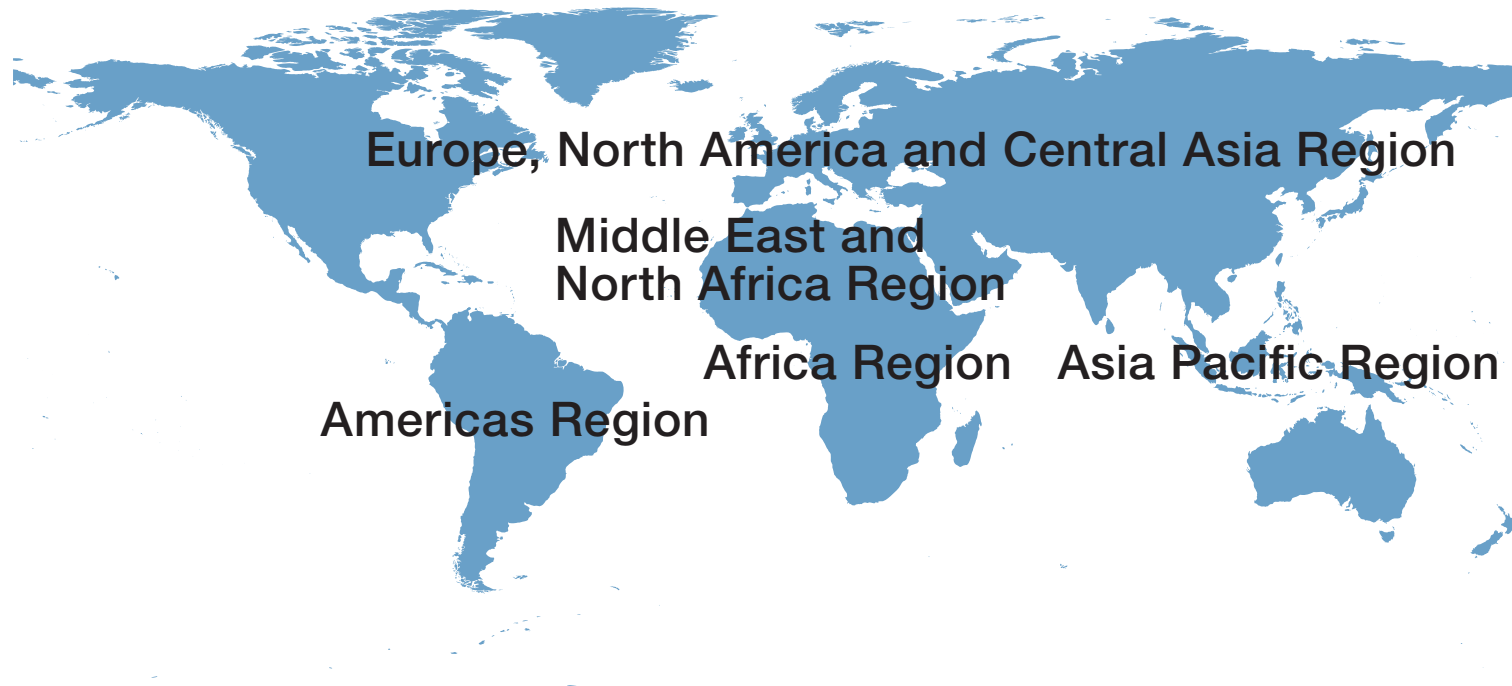 Europe, North America and Central Asia Region
Middle East and
North Africa Region
Africa Region
Asia Pacific Region
Americas Region